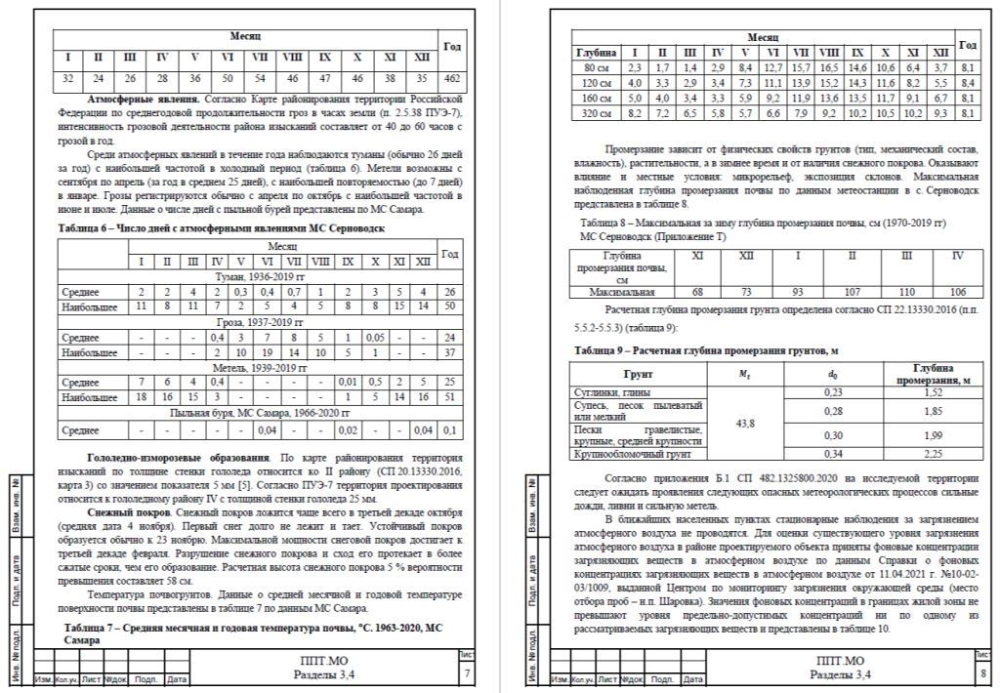 Месяц Год
I II III IV V VI VII VIII IX X XI XII
32 24 26 28 36 50 54 46 47 46 38 35 462
Атмосферные явления. Согласно Карте районирования территории Российской
Федерации по среднегодовой продолжительности гроз в часах земли (п. 2.5.38 ПУЭ-7),
интенсивность грозовой деятельности района изысканий составляет от 40 до 60 часов с
грозой в год.
Среди атмосферных явлений в течение года наблюдаются туманы (обычно 26 дней
за год) с наибольшей частотой в холодный период (таблица 6). Метели возможны с
сентября по апрель (за год в среднем 25 дней), с наибольшей повторяемостью (до 7 дней)
в январе. Грозы регистрируются обычно с апреля по октябрь с наибольшей частотой в
июне и июле. Данные о числе дней с пыльной бурей представлены по МС Самара.
Таблица 6 – Число дней с атмосферными явлениями МС Серноводск
Месяц Год
I II III IV V VI VII VIII IX X XI XII
Туман, 1936-2019 гг
Среднее 2 2 4 2 0,3 0,4 0,7 1 2 3 5 4 26
Наибольшее 11 8 11 7 2 5 4 5 8 8 15 14 50
Гроза, 1937-2019 гг
Среднее - - - 0,4 3 7 8 5 1 0,05 - - 24
Наибольшее - - - 2 10 19 14 10 5 1 - - 37
Метель, 1939-2019 гг
Среднее 7 6 4 0,4 - - - - 0,01 0,5 2 5 25
Наибольшее 18 16 15 3 - - - - 1 5 14 16 51
Пыльная буря, МС Самара, 1966-2020 гг
Среднее - - - - - 0,04 - - 0,02 - - 0,04 0,1
Гололедно-изморозевые образования. По карте районирования территория
изысканий по толщине стенки гололеда относится ко II району (СП 20.13330.2016,
карта 3) со значением показателя 5 мм [5]. Согласно ПУЭ-7 территория проектирования
относится к гололедному району IV с толщиной стенки гололеда 25 мм.
Снежный покров. Снежный покров ложится чаще всего в третьей декаде октября
(средняя дата 4 ноября). Первый снег долго не лежит и тает. Устойчивый покров
образуется обычно к 23 ноябрю. Максимальной мощности снеговой покров достигает к
третьей декаде февраля. Разрушение снежного покрова и сход его протекает в более
сжатые сроки, чем его образование. Расчетная высота снежного покрова 5 % вероятности
превышения составляет 58 см.
Температура почвогрунтов. Данные о средней месячной и годовой температуре
поверхности почвы представлены в таблице 7 по данным МС Самара.
Таблица 7 – Средняя месячная и годовая температура почвы, °С. 1963-2020, МС
Самара
Взам. инв. №
Подп. и дата
Инв. № подл.
Изм. Кол.уч. Лист №док. Подп. Дата
ППТ.МО
Разделы 3,4
Лист
7
Месяц Год
Глубина I II III IV V VI VII VIII IX X XI XII
80 см 2,3 1,7 1,4 2,9 8,4 12,7 15,7 16,5 14,6 10,6 6,4 3,7 8,1
120 см 4,0 3,3 2,9 3,4 7,3 11,1 13,9 15,2 14,3 11,6 8,2 5,5 8,4
160 см 5,0 4,0 3,4 3,3 5,9 9,2 11,9 13,6 13,5 11,7 9,1 6,7 8,1
320 см 8,2 7,2 6,5 5,8 5,7 6,6 7,9 9,2 10,2 10,5 10,2 9,3 8,1
Промерзание зависит от физических свойств грунтов (тип, механический состав,
влажность), растительности, а в зимнее время и от наличия снежного покрова. Оказывают
влияние и местные условия: микрорельеф, экспозиция склонов. Максимальная
наблюденная глубина промерзания почвы по данным метеостанции в с. Серноводск
представлена в таблице 8.
Таблица 8 – Максимальная за зиму глубина промерзания почвы, см (1970-2019 гг)
МС Серноводск (Приложение Т)
Глубина промерзания почвы, см XI XII I II III IV
Максимальная 68 73 93 107 110 106
Расчетная глубина промерзания грунта определена согласно СП 22.13330.2016 (п.п.
5.5.2-5.5.3) (таблица 9):
Таблица 9 – Расчетная глубина промерзания грунтов, м
Грунт Mt d0 Глубина промерзания, м
Суглинки, глины 43,8 0,23 1,52
Супесь, песок пылеватый или мелкий 0,28 1,85
Пески гравелистые, крупные, средней крупности 0,30 1,99
Крупнообломочный грунт 0,34 2,25
Согласно приложения Б.1 СП 482.1325800.2020 на исследуемой территории
следует ожидать проявления следующих опасных метеорологических процессов сильные
дожди, ливни и сильную метель.
В ближайших населенных пунктах стационарные наблюдения за загрязнением
атмосферного воздуха не проводятся. Для оценки существующего уровня загрязнения
атмосферного воздуха в районе проектируемого объекта приняты фоновые концентрации
загрязняющих веществ в атмосферном воздухе по данным Справки о фоновых
концентрациях загрязняющих веществ в атмосферном воздухе от 11.04.2021 г. №10-02-
03/1009, выданной Центром по мониторингу загрязнения окружающей среды (место
отбора проб – н.п. Шаровка). Значения фоновых концентраций в границах жилой зоны не
превышают уровня предельно-допустимых концентраций ни по одному из
рассматриваемых загрязняющих веществ и представлены в таблице 10.
Взам. инв. №
Подп. и дата
Инв. № подл.
Изм. Кол.уч. Лист №док. Подп. Дата
ППТ.МО
Разделы 3,4
Лист
8